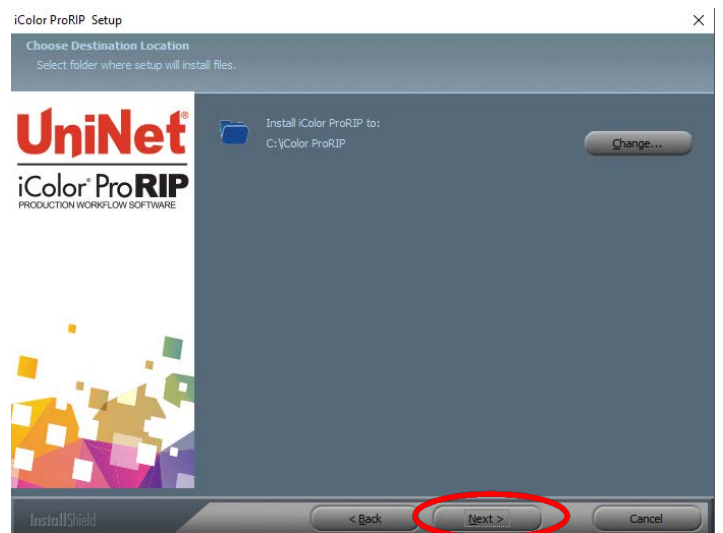 iColor ProRIP Setup
Choose Destination Location
Select folder where setup will install files.
UniNet®
iColor® ProRIP
PRODUCTION WORKFLOW SOFTWARE
Install iColor ProRIP to:
C:\iColor ProRIP
Change...
InstallShield
< Back
Next >
Cancel